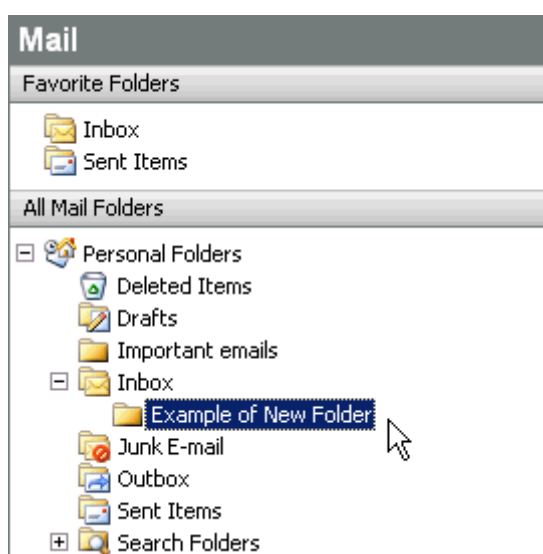 Mail
Favorite Folders
Inbox
Sent Items
All Mail Folders
Personal Folders
Deleted Items
Drafts
Important emails
Inbox
Example of New Folder
Junk E-mail
Outbox
Sent Items
Search Folders